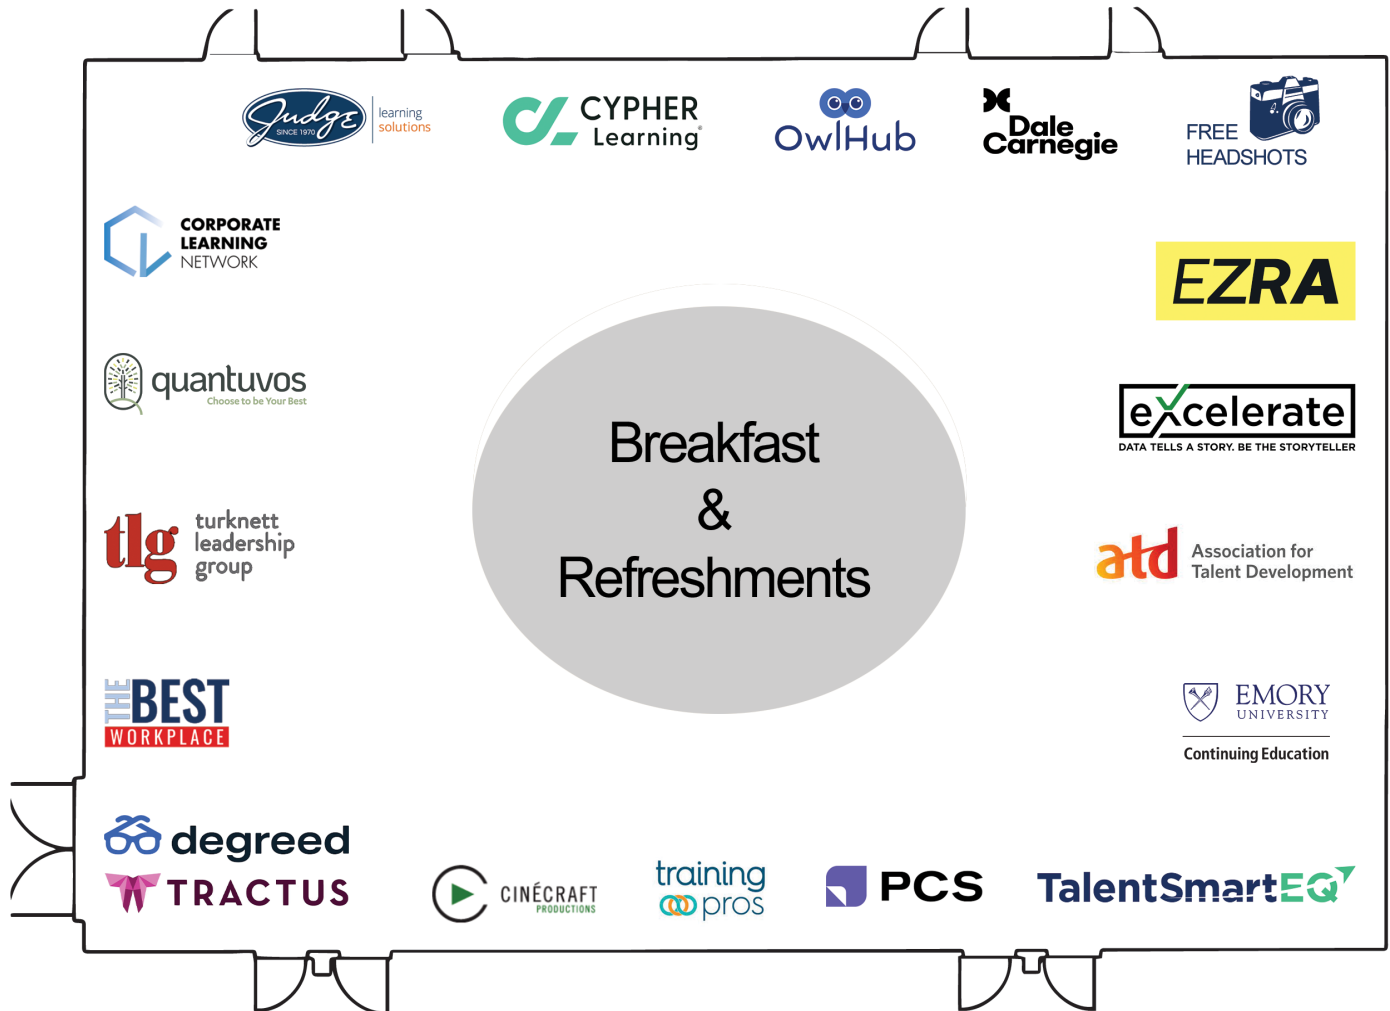 Judge
SINCE 1970
learning
solutions
CYPHER
Learning
OwlHub
Dale
Carnegie
FREE
HEADSHOTS
CORPORATE
LEARNING
NETWORK
EZRA
quantuvos
Choose to be Your Best
excelerate
DATA TELLS A STORY. BE THE STORYTELLER
Breakfast
&
Refreshments
tlg
turknett
leadership
group
atd
Association for
Talent Development
THE
BEST
WORKPLACE
EMORY
UNIVERSITY
Continuing Education
degreed
TRACTUS
CINÉCRAFT
PRODUCTIONS
training
pros
PCS
TalentSmartEQ